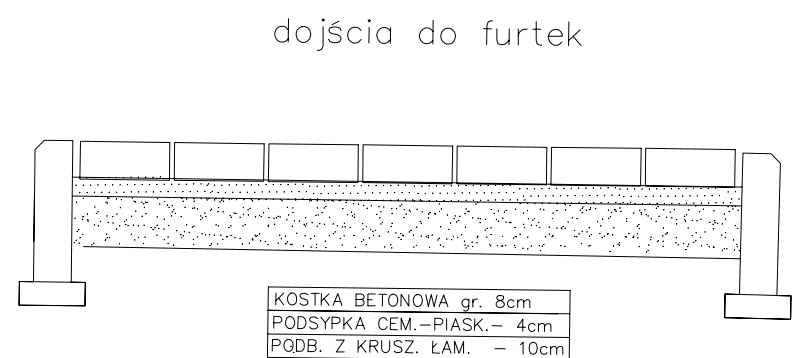 dojścia do furtek
KOSTKA BETONOWA gr. 8cm
PODSYPKA CEM.-PIASK.- 4cm
PODB. Z KRUSZ. ŁAM. - 10cm